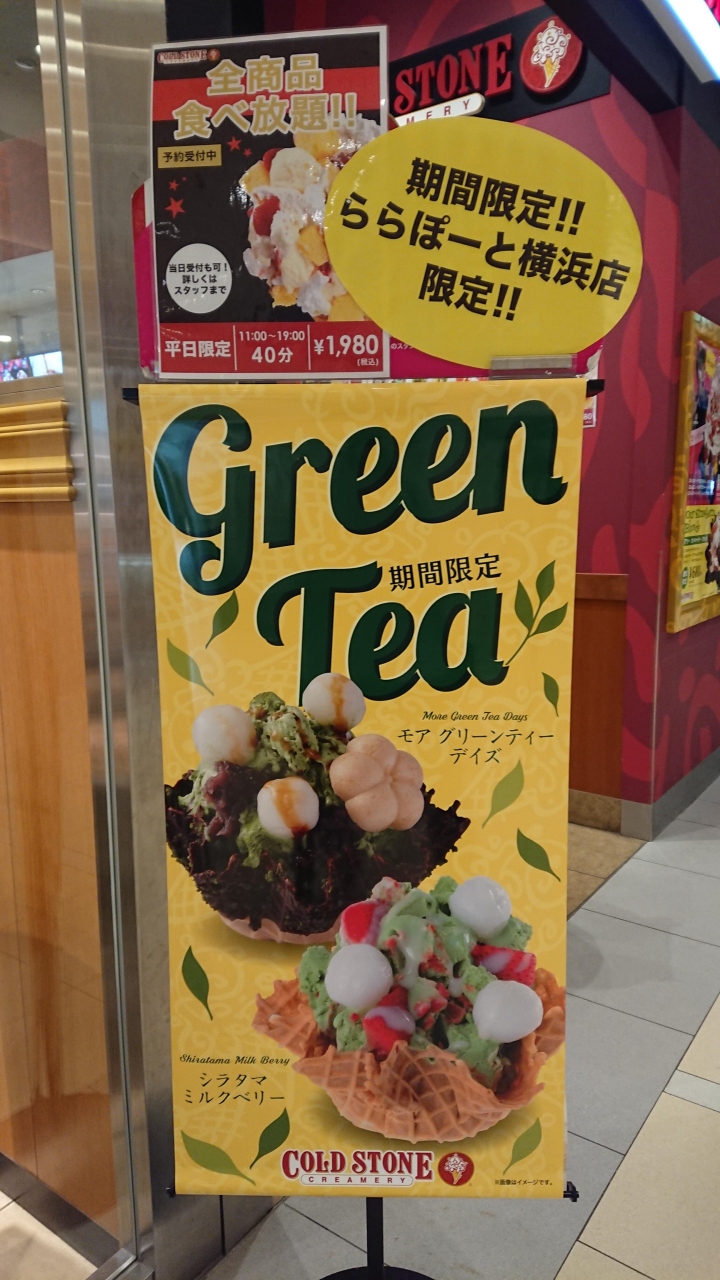 COLD STONE
全商品
食べ放題!!
予約受付中
当日受付も可!
詳しくは
スタッフまで
平日限定
11:00~19:00
40分
¥1,980
(税込)
STONE
MERY
期間限定!!
ららぽーと横浜店
限定!!
Green
Tea
期間限定
More Green Tea Days
モア グリーンティー
デイズ
Shiratama Milk Berry
シラタマ
ミルクベリー
COLD STONE
CREAMERY
※画像はイメージです。